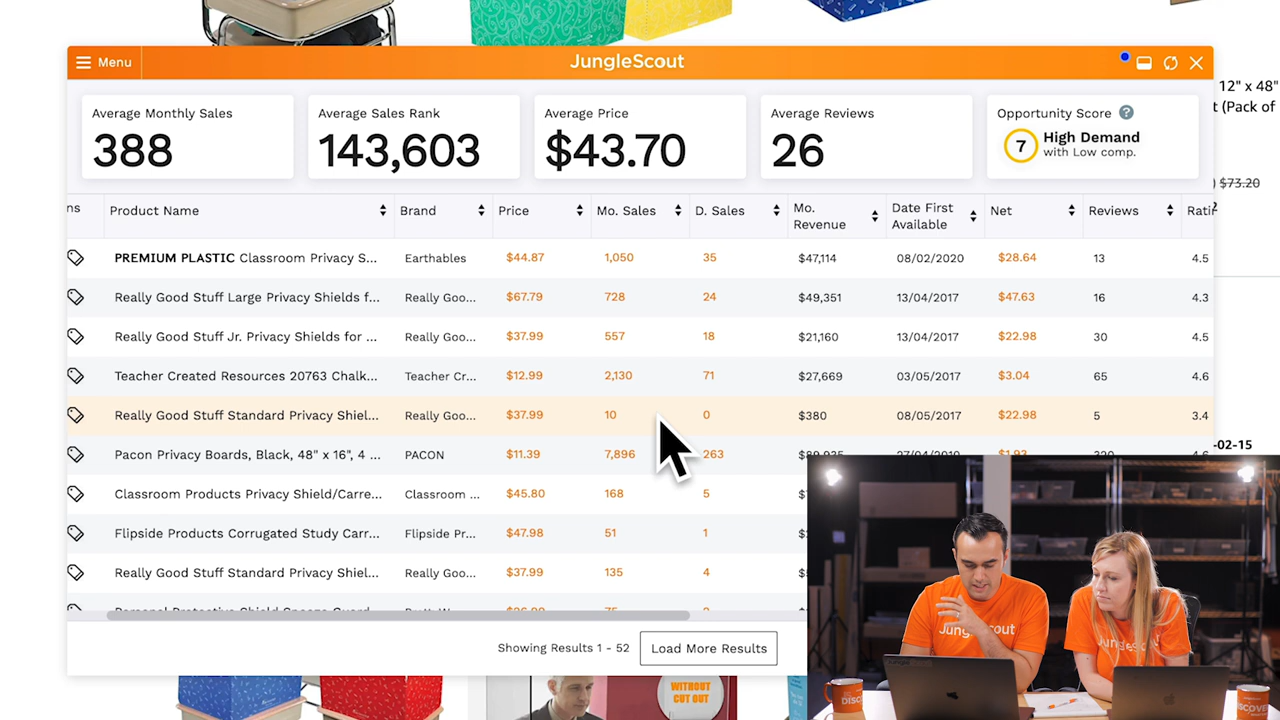 12" x 48"
t (Pack of
$73.20
Menu
JungleScout
Average Monthly Sales
388
Average Sales Rank
143,603
Average Price
$43.70
Average Reviews
26
Opportunity Score ?
7
High Demand
with Low comp.
ns Product Name Brand Price Mo. Sales D. Sales Mo. Revenue Date First Available Net Reviews Ratin
PREMIUM PLASTIC Classroom Privacy S... Earthables $44.87 1,050 35 $47,114 08/02/2020 $28.64 13 4.5
Really Good Stuff Large Privacy Shields f... Really Goo... $67.79 728 24 $49,351 13/04/2017 $47.63 16 4.3
Really Good Stuff Jr. Privacy Shields for ... Really Goo... $37.99 557 18 $21,160 13/04/2017 $22.98 30 4.5
Teacher Created Resources 20763 Chalk... Teacher Cr... $12.99 2,130 71 $27,669 03/05/2017 $3.04 65 4.6
Really Good Stuff Standard Privacy Shiel... Really Goo... $37.99 10 0 $380 08/05/2017 $22.98 5 3.4
-02-15
Pacon Privacy Boards, Black, 48" x 16", 4 ... PACON $11.39 7,896 263
Classroom Products Privacy Shield/Carre... Classroom ... $45.80 168 5
Flipside Products Corrugated Study Carr... Flipside Pr... $47.98 51 1
Really Good Stuff Standard Privacy Shiel... Really Goo... $37.99 135 4
Showing Results 1 - 52
Load More Results
WITHOUT
CUT OUT
JungleScout